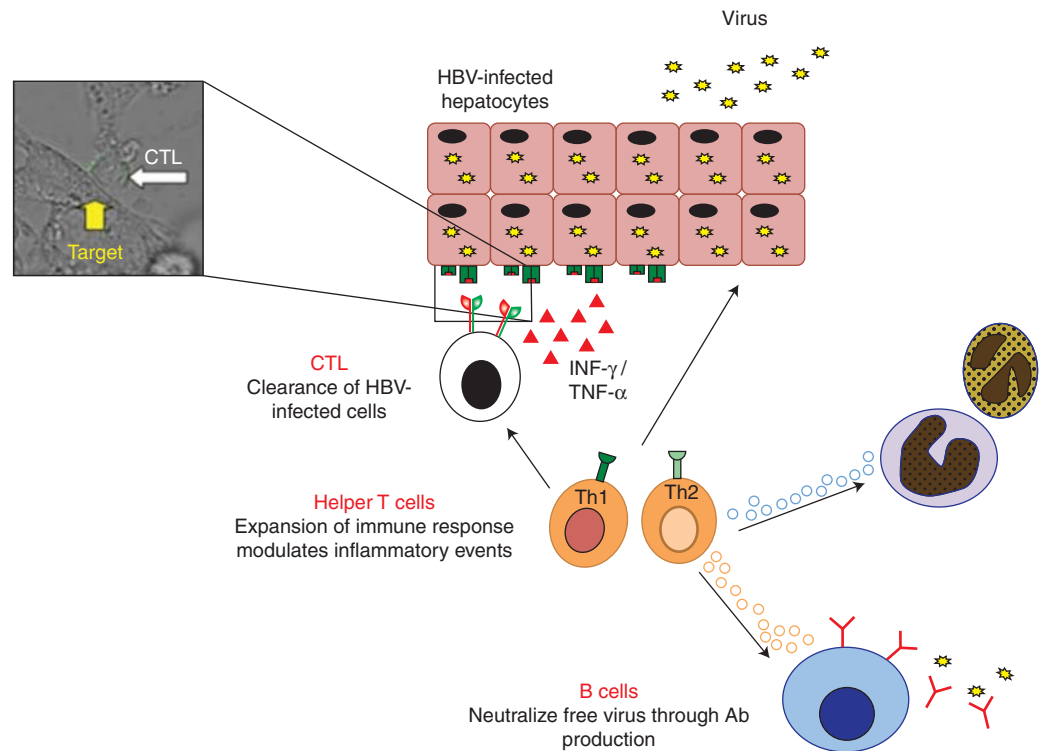 Virus
HBV-infected
hepatocytes
CTL
Target
CTL
Clearance of HBV-
infected cells
INF-γ /
TNF-α
Th1
Th2
Helper T cells
Expansion of immune response
modulates inflammatory events
B cells
Neutralize free virus through Ab
production